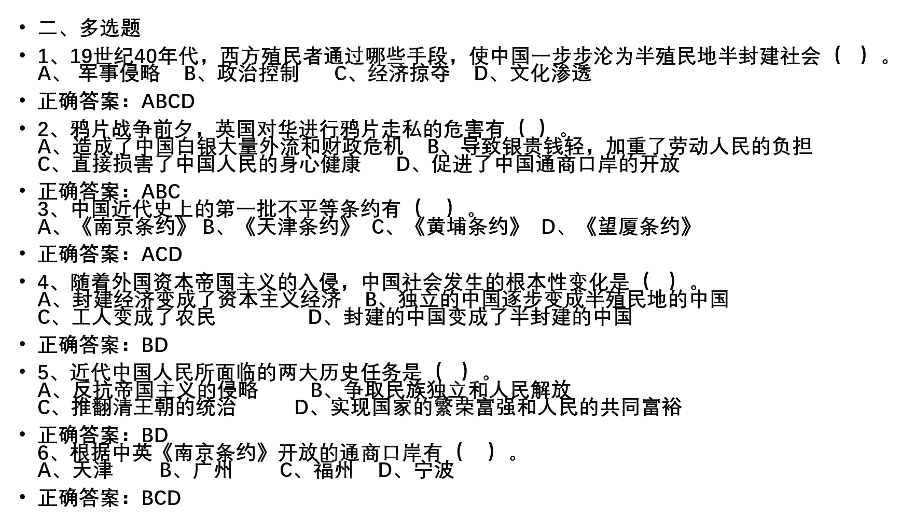 • 二、多选题
• 1、19世纪40年代，西方殖民者通过哪些手段，使中国一步步沦为半殖民地半封建社会（　）。
A、 军事侵略　B、政治控制　　C、经济掠夺　D、文化渗透
• 正确答案：ABCD
• 2、鸦片战争前夕，英国对华进行鸦片走私的危害有（　）。
A、造成了中国白银大量外流和财政危机　B、导致银贵钱轻，加重了劳动人民的负担
C、直接损害了中国人民的身心健康　　D、促进了中国通商口岸的开放
• 正确答案：ABC
3、中国近代史上的第一批不平等条约有（　）。
A、《南京条约》 B、《天津条约》 C、《黄埔条约》 D、《望厦条约》
• 正确答案：ACD
• 4、随着外国资本帝国主义的入侵，中国社会发生的根本性变化是（　）。
A、封建经济变成了资本主义经济　B、独立的中国逐步变成半殖民地的中国
C、工人变成了农民　　　　　D、封建的中国变成了半封建的中国
• 正确答案：BD
• 5、近代中国人民所面临的两大历史任务是（　）。
A、反抗帝国主义的侵略　　　B、争取民族独立和人民解放
C、推翻清王朝的统治　　　D、实现国家的繁荣富强和人民的共同富裕
• 正确答案：BD
6、根据中英《南京条约》开放的通商口岸有（　）。
A、天津　　B、广州　　C、福州　D、宁波
• 正确答案：BCD